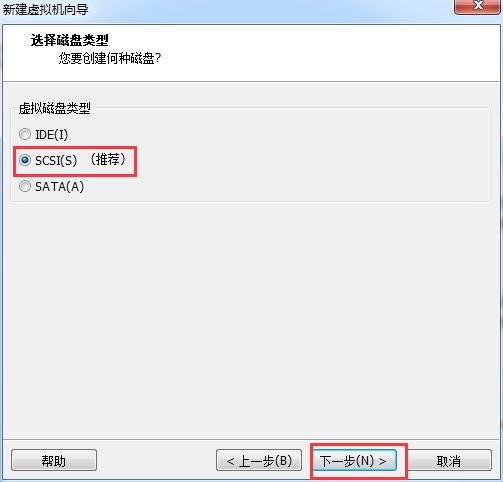 新建虚拟机向导
选择磁盘类型
您要创建何种磁盘?
虚拟磁盘类型
IDE(I)
SCSI(S) （推荐）
SATA(A)
帮助 < 上一步(B) 下一步(N) > 取消